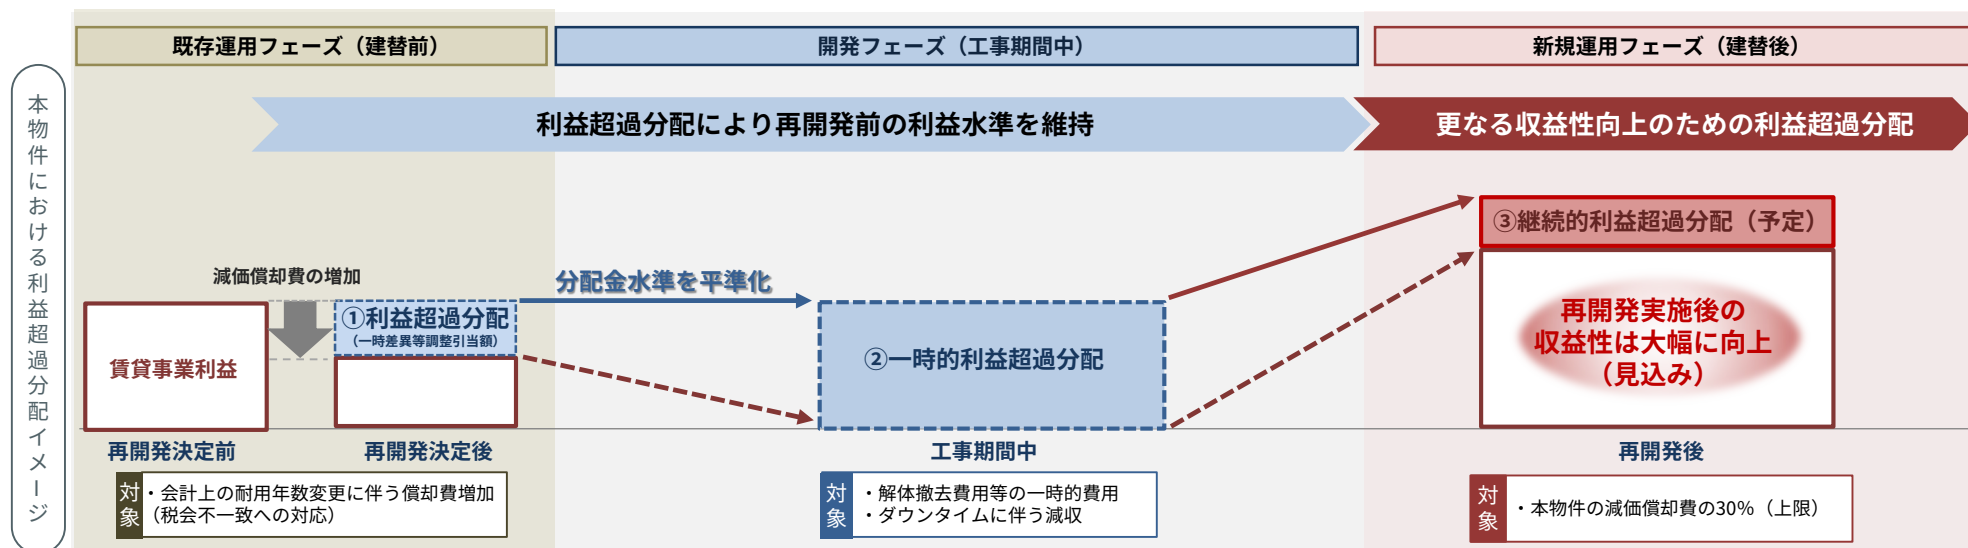 本物件における利益超過分配イメージ
既存運用フェーズ（建替前）
開発フェーズ（工事期間中）
新規運用フェーズ（建替後）
利益超過分配により再開発前の利益水準を維持
更なる収益性向上のための利益超過分配
減価償却費の増加
賃貸事業利益
①利益超過分配
（一時差異等調整引当額）
分配金水準を平準化
②一時的利益超過分配
③継続的利益超過分配（予定）
再開発実施後の
収益性は大幅に向上
（見込み）
再開発決定前
再開発決定後
工事期間中
再開発後
対象
・会計上の耐用年数変更に伴う償却費増加
（税会不一致への対応）
対象
・解体撤去費用等の一時的費用
・ダウンタイムに伴う減収
対象
・本物件の減価償却費の30%（上限）